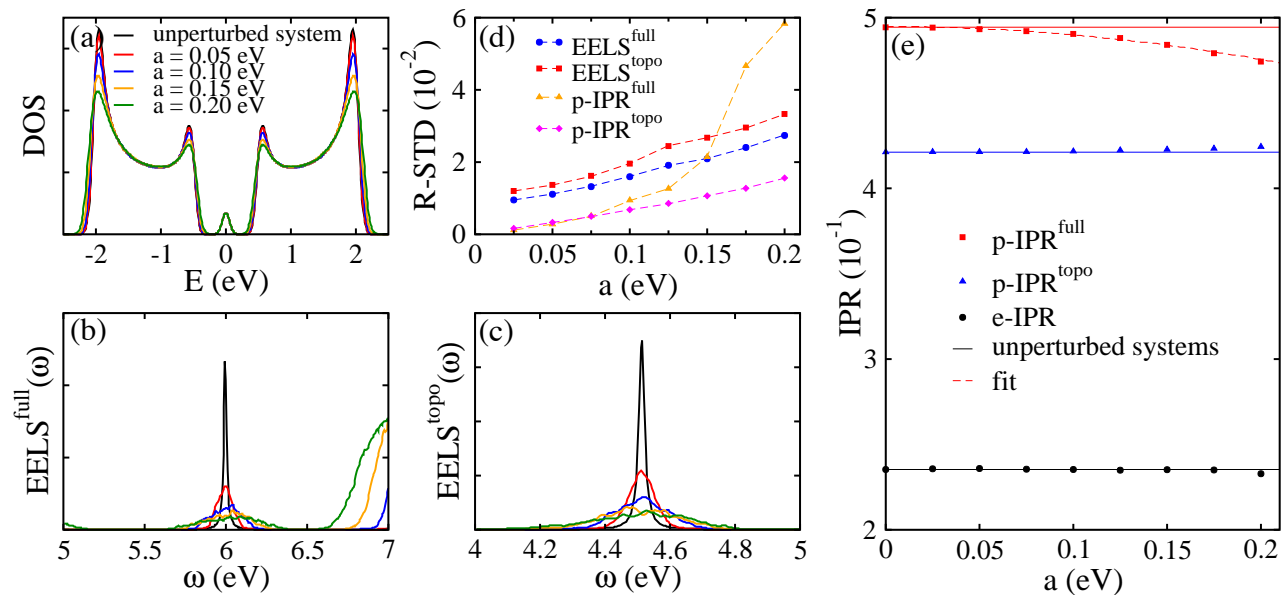 (a)
unperturbed system
a = 0.05 eV
a = 0.10 eV
a = 0.15 eV
a = 0.20 eV
DOS
-2 -1 0 1 2
E (eV)
(d)
EELS^full
EELS^topo
p-IPR^full
p-IPR^topo
R-STD (10^-2)
6
4
2
0
0 0.05 0.10 0.15 0.2
a (eV)
(b)
EELS^full(ω)
5 5.5 6 6.5 7
ω (eV)
(c)
EELS^topo(ω)
4 4.2 4.4 4.6 4.8 5
ω (eV)
(e)
IPR (10^-1)
5
4
3
2
p-IPR^full
p-IPR^topo
e-IPR
unperturbed systems
fit
0 0.05 0.1 0.15 0.2
a (eV)